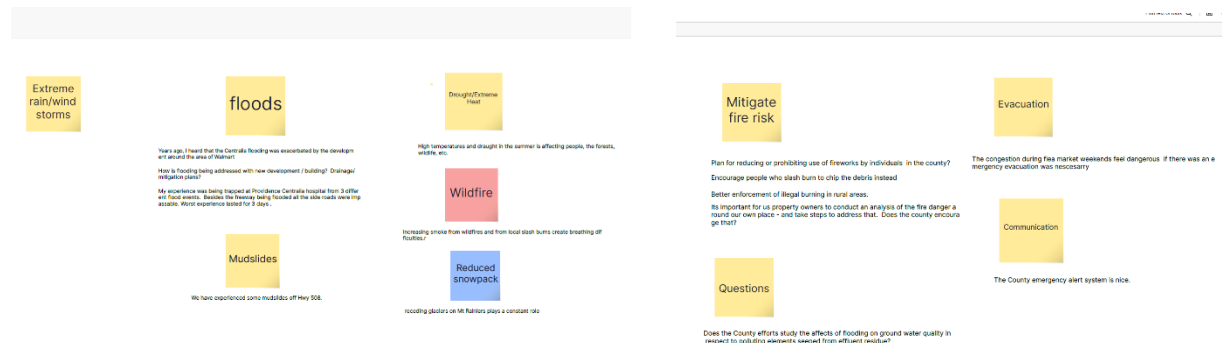 Extreme
rain/wind
storms
floods
Years ago, I heard that the Centralia flooding was exacerbated by the developm
ent around the area of Walmart
How is flooding being addressed with new development / building? Drainage/
mitigation plans?
My experience was being trapped at Providence Centralia hospital from 3 differ
ent flood events. Besides the freeway being flooded all the side roads were imp
assable. Worst experience lasted for 3 days .
Mudslides
We have experienced some mudslides off Hwy 508.
Drought/Extreme
Heat
High temperatures and draught in the summer is affecting people, the forests,
wildlife, etc.
Wildfire
Increasing smoke from wildfires and from local slash burns create breathing dif
ficulties.r
Reduced
snowpack
receding glaciers on Mt Rainiers plays a constant role
Mitigate
fire risk
Plan for reducing or prohibiting use of fireworks by individuals in the county?
Encourage people who slash burn to chip the debris instead
Better enforcement of illegal burning in rural areas.
Its important for us property owners to conduct an analysis of the fire danger a
round our own place - and take steps to address that. Does the county encoura
ge that?
Questions
Does the County efforts study the affects of flooding on ground water quality in
respect to polluting elements seeped from effluent residue?
Evacuation
The congestion during flea market weekends feel dangerous if there was an e
mergency evacuation was nescesarry
Communication
The County emergency alert system is nice.